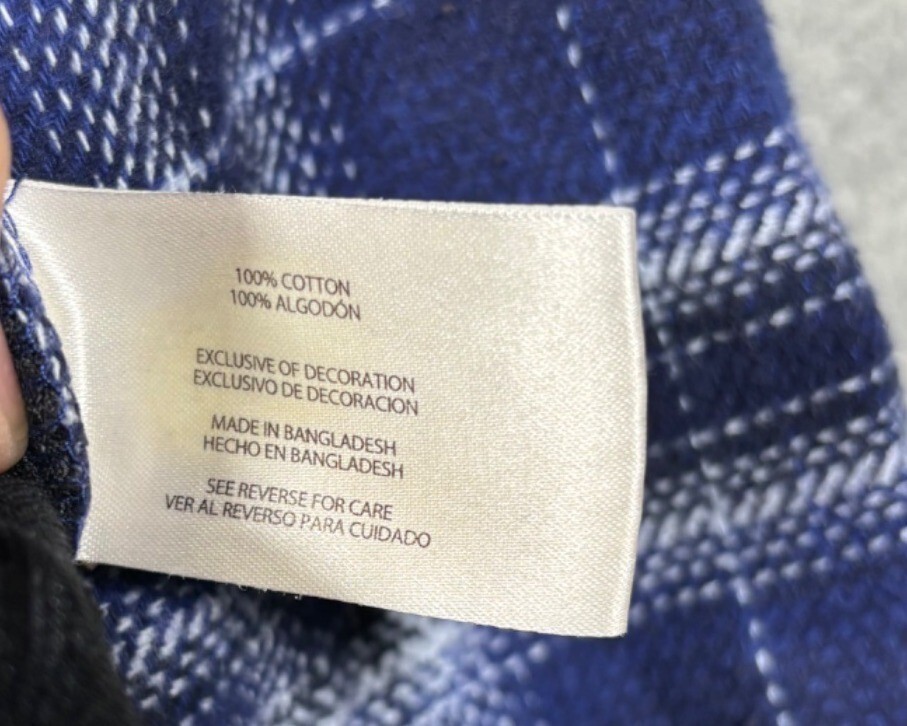 100% COTTON
100% ALGODÓN
EXCLUSIVE OF DECORATION
EXCLUSIVO DE DECORACION
MADE IN BANGLADESH
HECHO EN BANGLADESH
SEE REVERSE FOR CARE
VER AL REVERSO PARA CUIDADO